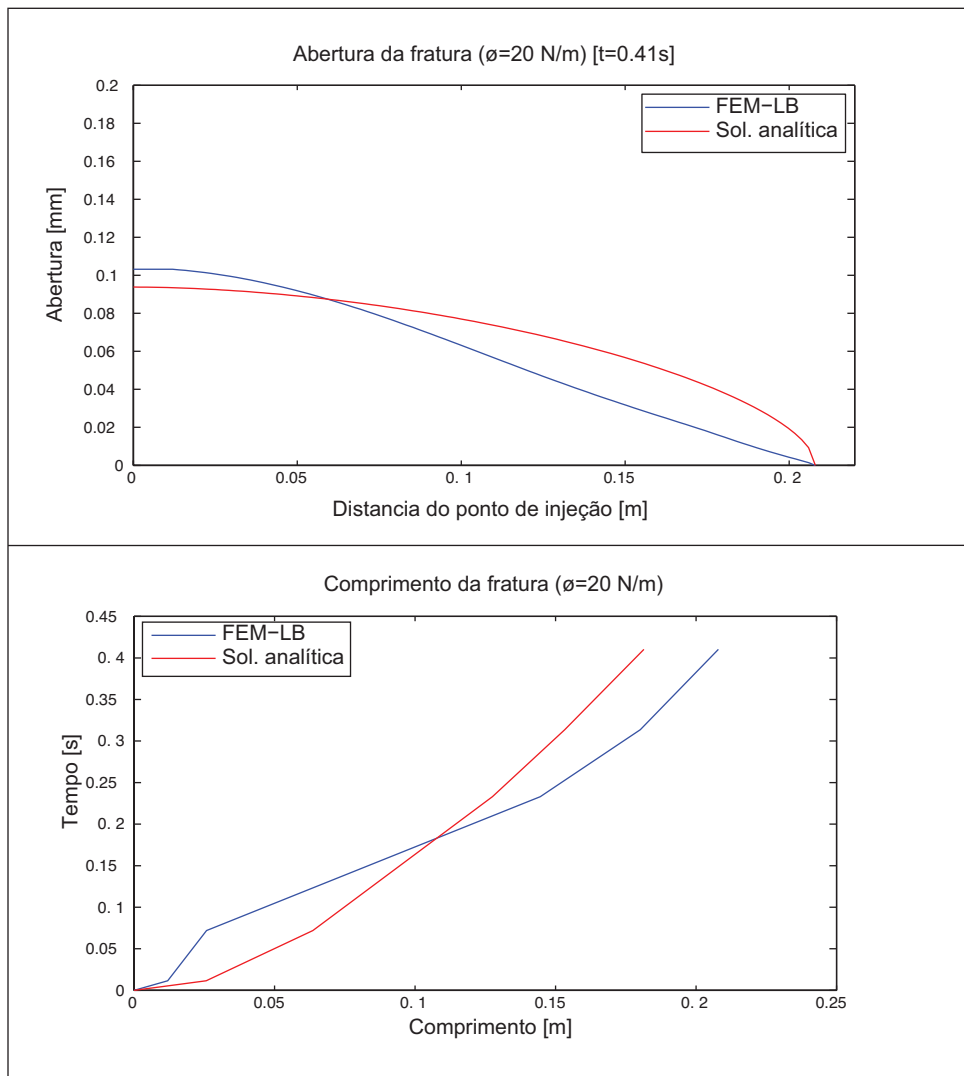 Abertura da fratura (ø=20 N/m) [t=0.41s]
FEM−LB
Sol. analítica
Abertura [mm]
0.2
0.18
0.16
0.14
0.12
0.1
0.08
0.06
0.04
0.02
0
0 0.05 0. 1 0.15 0. 2
Distancia do ponto de injeção [m]
Comprimento da fratura (ø=20 N/m)
FEM−LB
Sol. analítica
Tempo [s]
0.45
0. 4
0.35
0. 3
0.25
0. 2
0.15
0. 1
0.05
0
0 0.05 0. 1 0.15 0. 2 0.25
Comprimento [m]